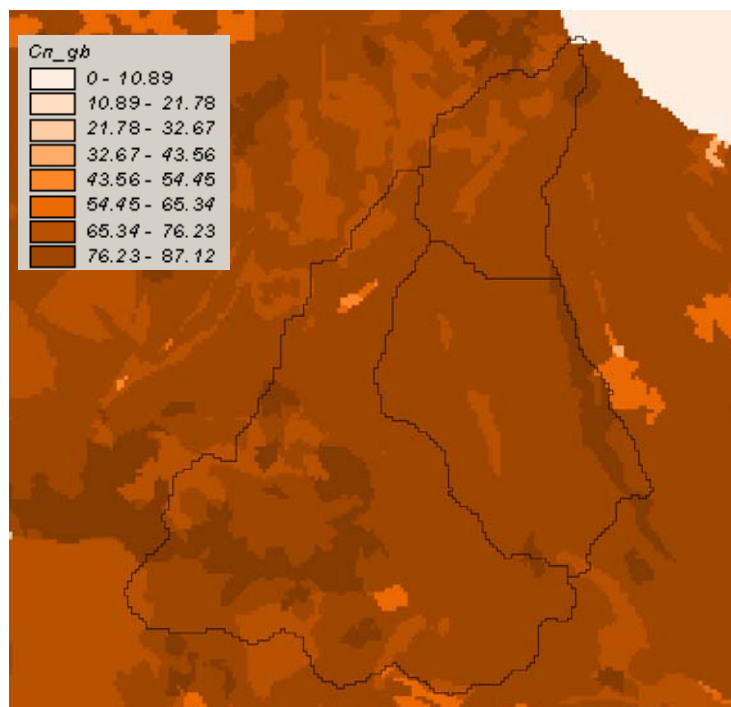 Cn_gb
0 - 10.89
10.89 - 21.78
21.78 - 32.67
32.67 - 43.56
43.56 - 54.45
54.45 - 65.34
65.34 - 76.23
76.23 - 87.12